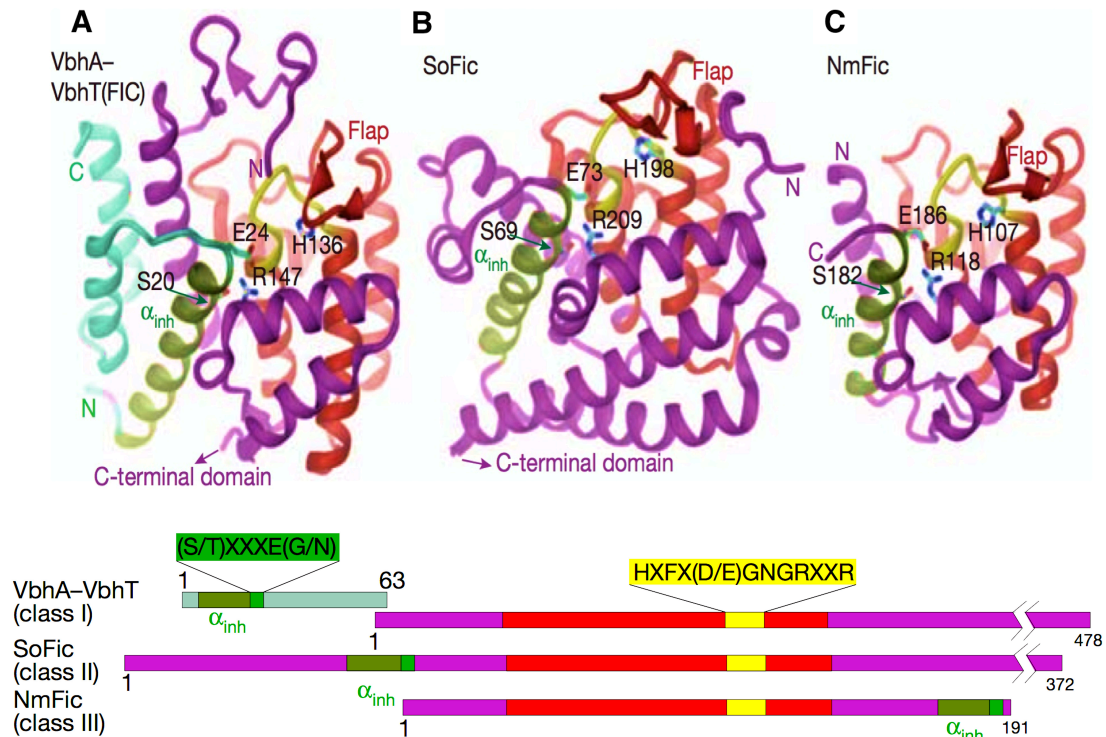 A
B
C
VbhA–
VbhT(FIC)
SoFic
NmFic
Flap
Flap
Flap
C
N
E24
H136
S20
R147
αinh
N
C-terminal domain
E73
H198
N
S69
R209
αinh
C-terminal domain
N
E186
H107
C
S182
R118
αinh
(S/T)XXXE(G/N)
HXFX(D/E)GNGRXXR
VbhA–VbhT
(class I)
1
63
αinh
1
478
SoFic
(class II)
1
αinh
372
NmFic
(class III)
1
αinh
191